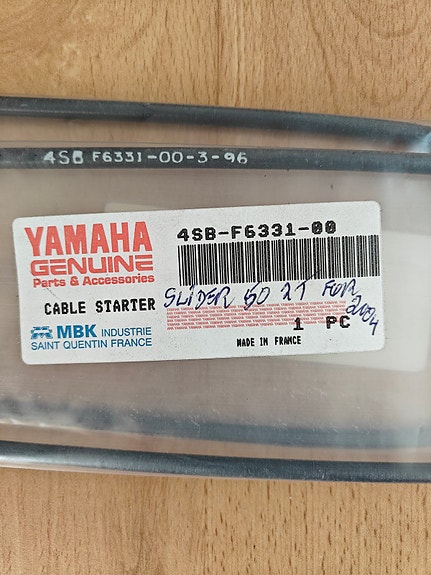 4SB F6331-00-3-96
YAMAHA
GENUINE
Parts & Accessories
4SB-F6331-00
CABLE STARTER
SLIDER 50 2T FOR 2004
MBK INDUSTRIE
SAINT QUENTIN FRANCE
1 PC
MADE IN FRANCE